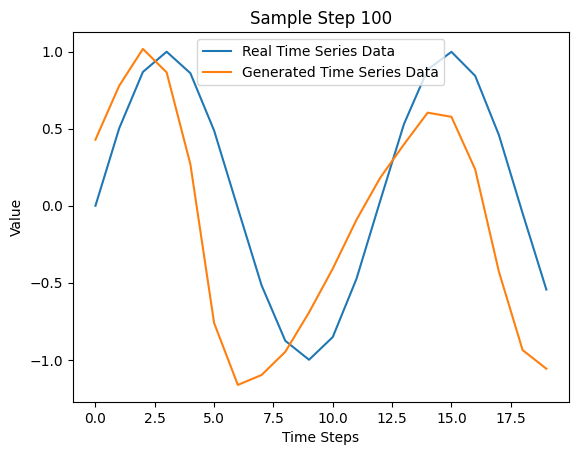 Sample Step 100
Real Time Series Data
Generated Time Series Data
1.0
0.5
0.0
−0.5
−1.0
Value
0.0 2.5 5.0 7.5 10.0 12.5 15.0 17.5
Time Steps